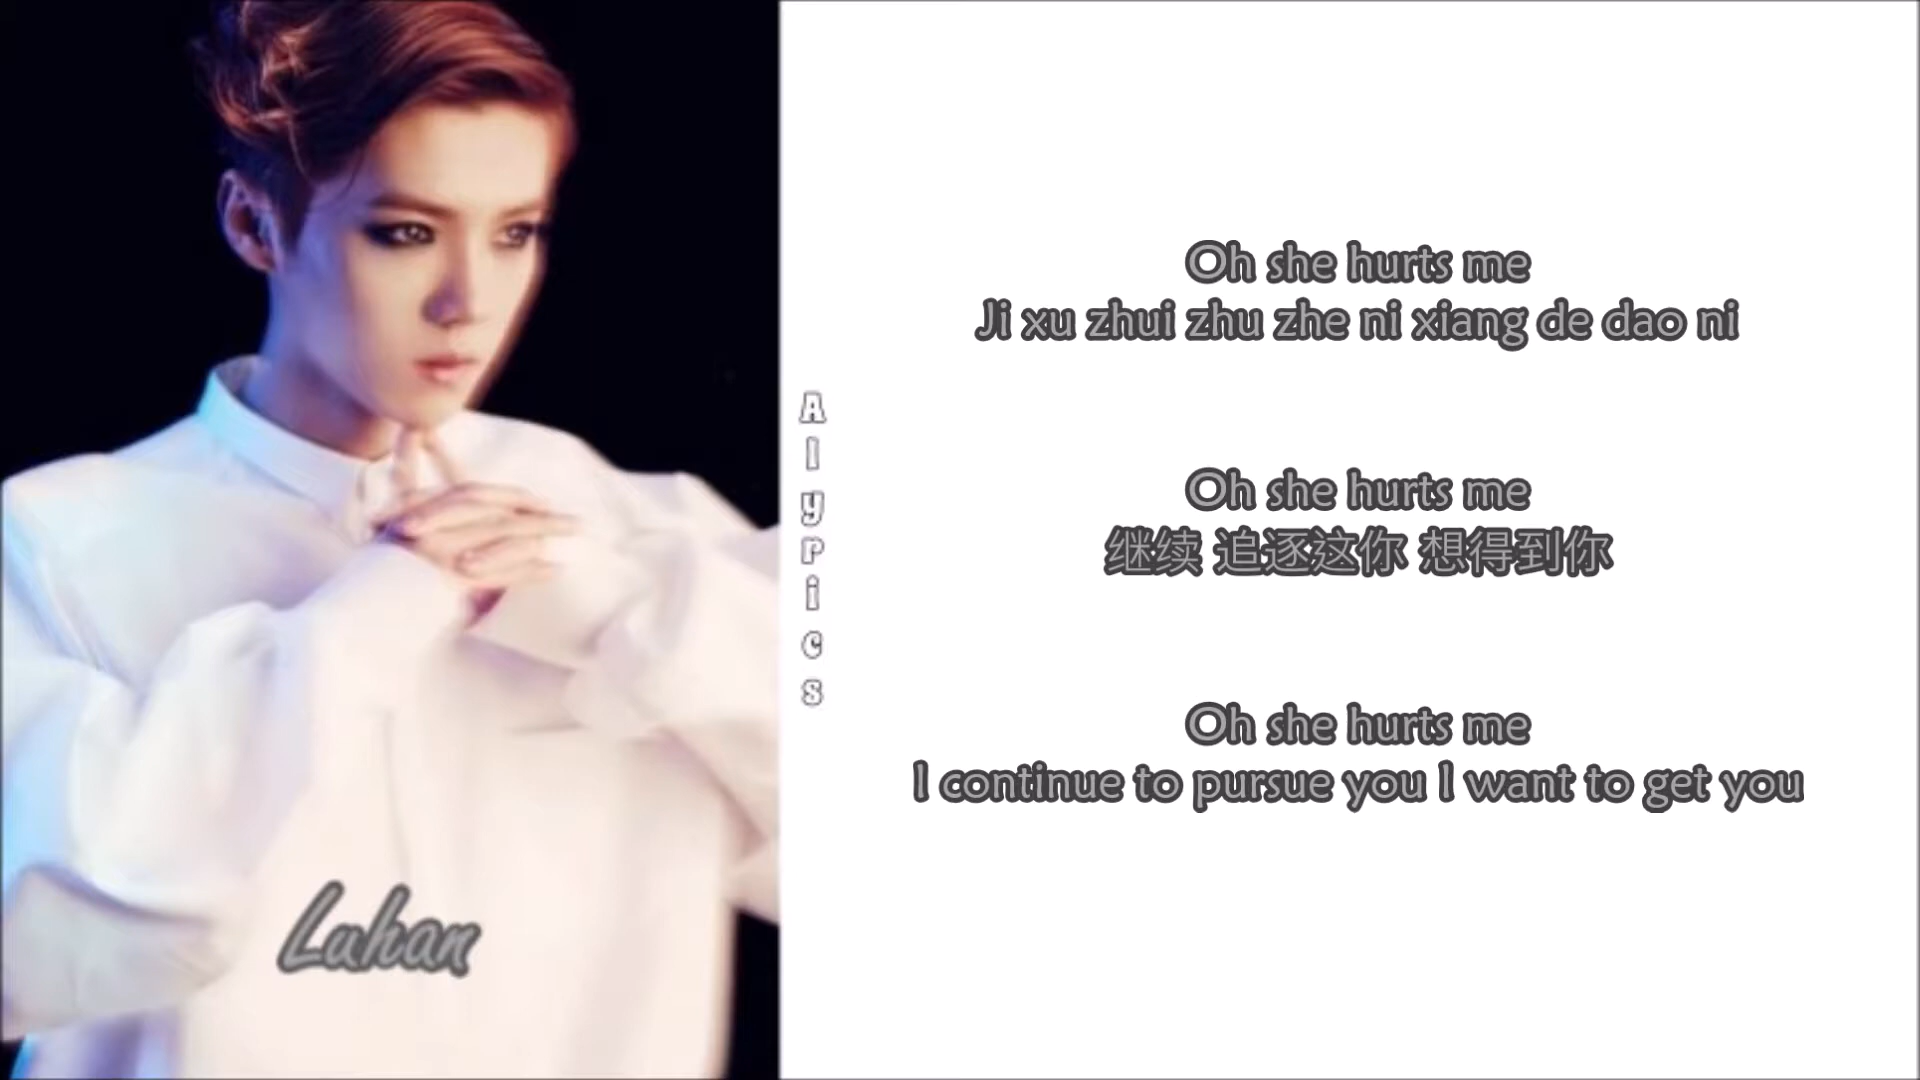 Oh she hurts me
Ji xu zhui zhu zhe ni xiang de dao ni
Oh she hurts me
继续 追逐这你 想得到你
Oh she hurts me
I continue to pursue you I want to get you
Alyrics
Luhan